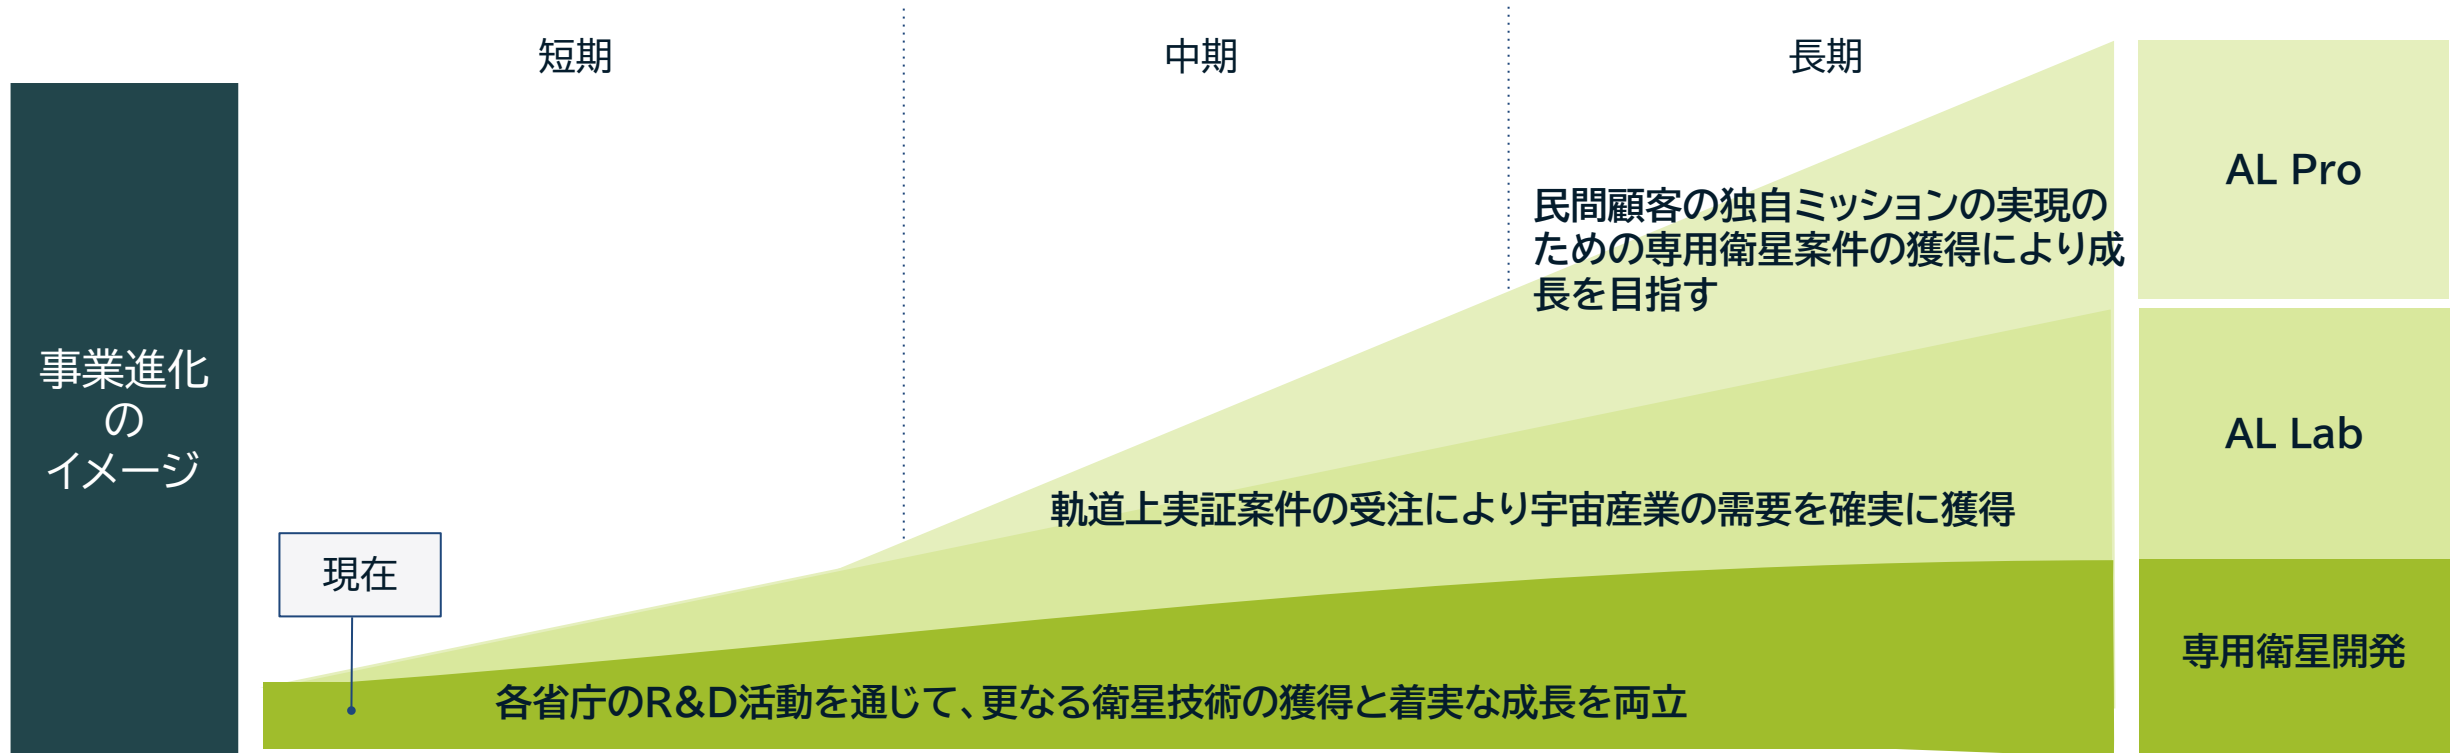 短期
中期
長期
事業進化
の
イメージ
現在
民間顧客の独自ミッションの実現の
ための専用衛星案件の獲得により成
長を目指す
軌道上実証案件の受注により宇宙産業の需要を確実に獲得
各省庁のR&D活動を通じて、更なる衛星技術の獲得と着実な成長を両立
AL Pro
AL Lab
専用衛星開発